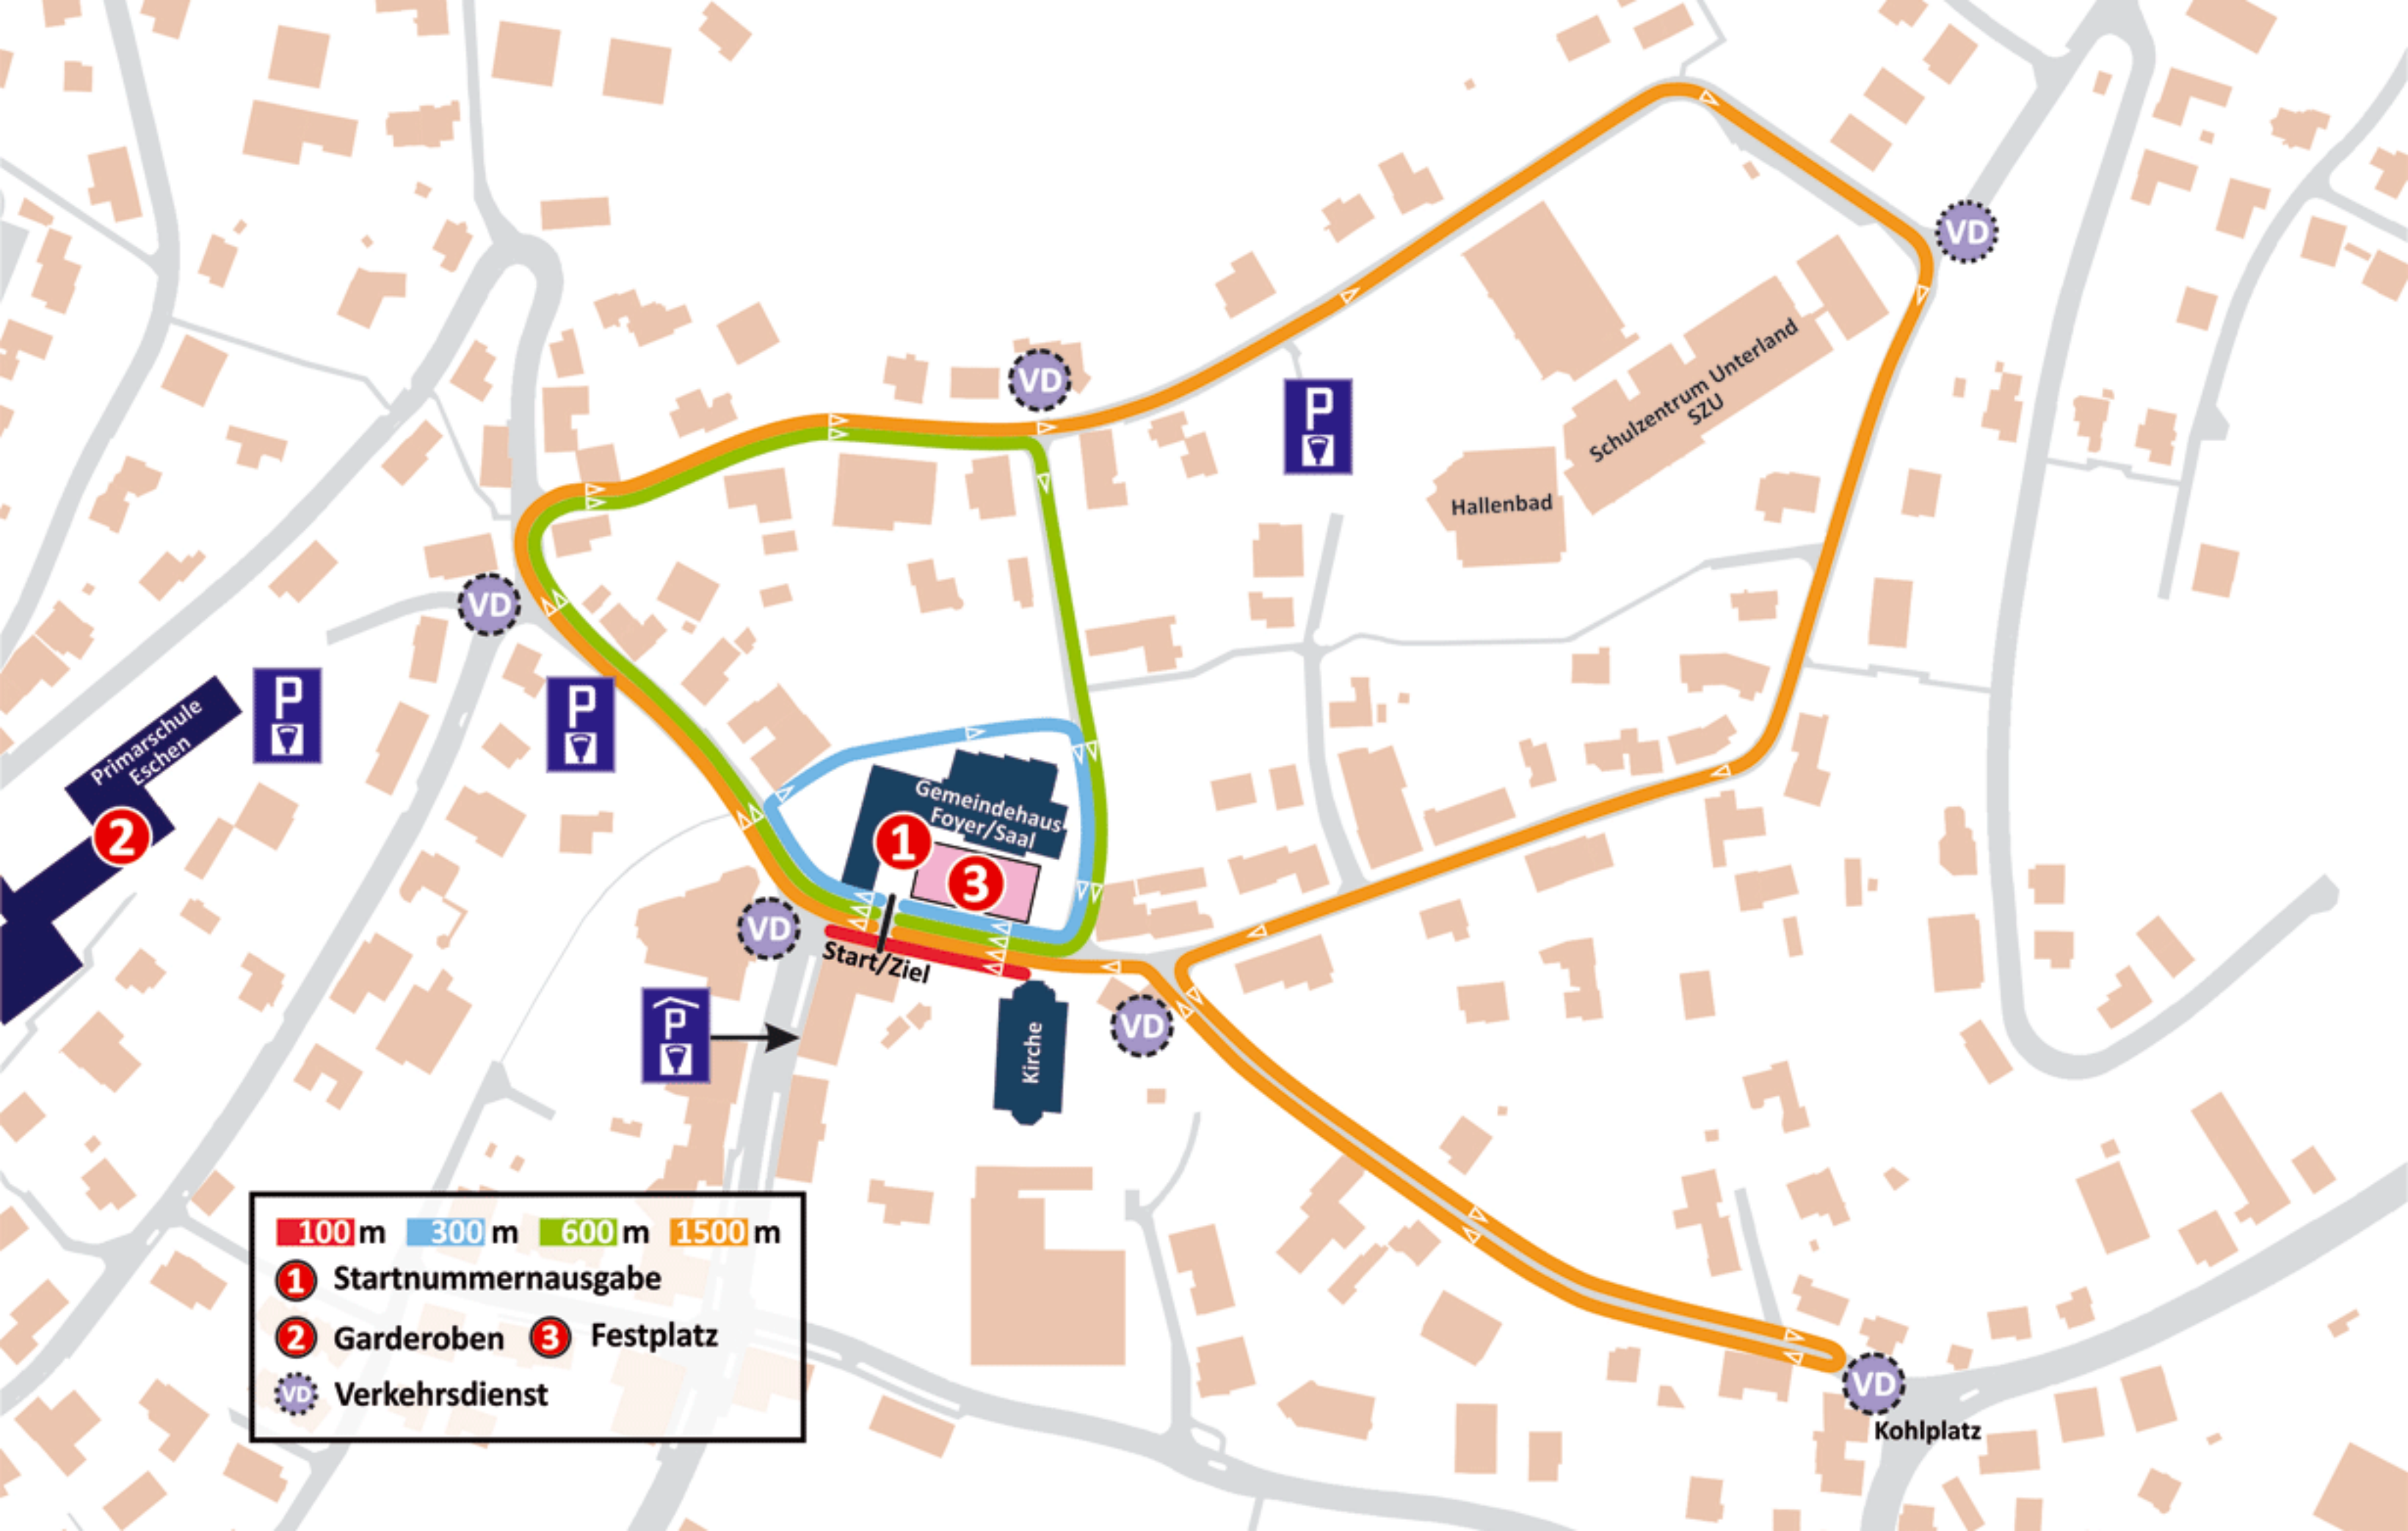 VD
VD
P
Schulzentrum Unterland
SZU
Hallenbad
VD
P
P
Primarschule
Eschen
2
Gemeindehaus
Foyer/Saal
1
3
VD
Start/Ziel
P
Kirche
VD
100 m 300 m 600 m 1500 m
1 Startnummernausgabe
2 Garderoben 3 Festplatz
VD Verkehrsdienst
VD
Kohlplatz